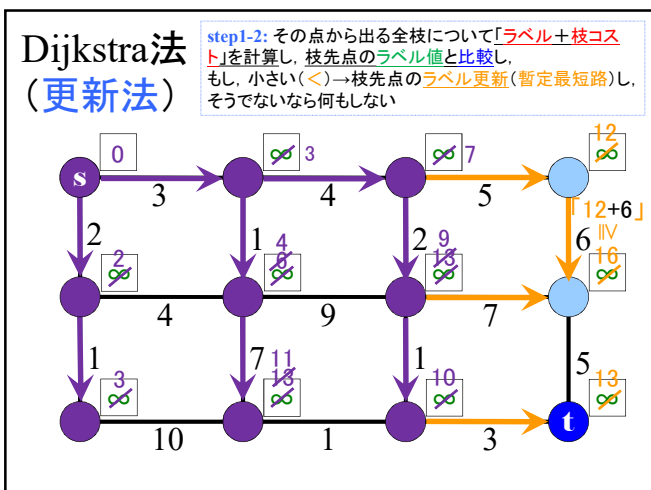 Dijkstra法
（更新法）
step1-2: その点から出る全枝について「ラベル＋枝コス
ト」を計算し，枝先点のラベル値と比較し，
もし，小さい(＜)→枝先点のラベル更新(暫定最短路)し，
そうでないなら何もしない
s 0 ∞ 3 ∞ 7 12 ∞
3 4 5
「12+6」
2 1 2 6 ≦
2 ∞ 4 6 ∞ 9 13 ∞ 16 ∞
4 9 7
1 7 1 5
3 ∞ 11 13 ∞ 10 ∞ 13 ∞
t
10 1 3